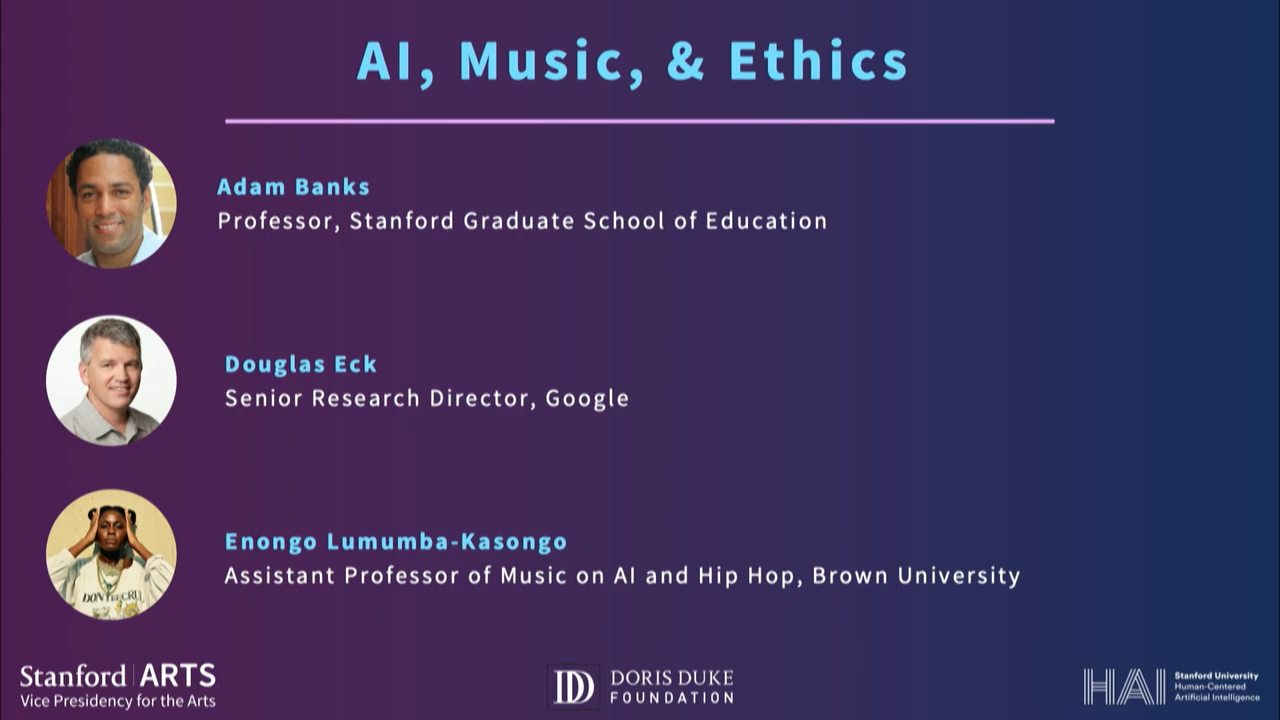 AI, Music, & Ethics
Adam Banks
Professor, Stanford Graduate School of Education
Douglas Eck
Senior Research Director, Google
Enongo Lumumba-Kasongo
Assistant Professor of Music on AI and Hip Hop, Brown University
Stanford ARTS
Vice Presidency for the Arts
DD DORIS DUKE
FOUNDATION
HAI Stanford University
Human-Centered
Artificial Intelligence